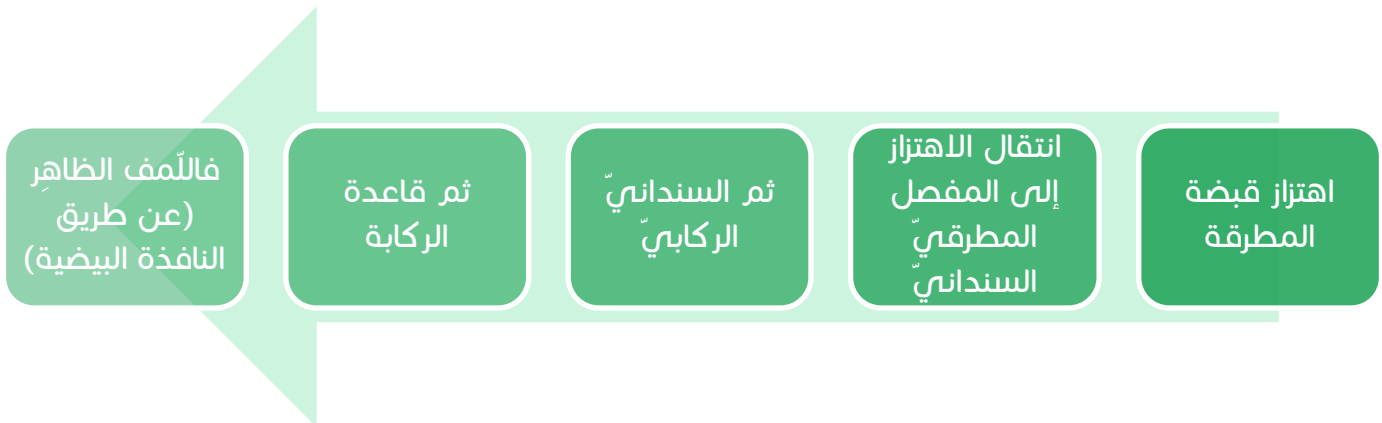 اهتزاز قبضة
المطرقة
انتقال الاهتزاز
إلى المفصل
المطرقيّ
السندانيّ
ثم السندانيّ
الركابيّ
ثم قاعدة
الركابة
فاللّمف الظاهِر
(عن طريق
النافذة البيضية)